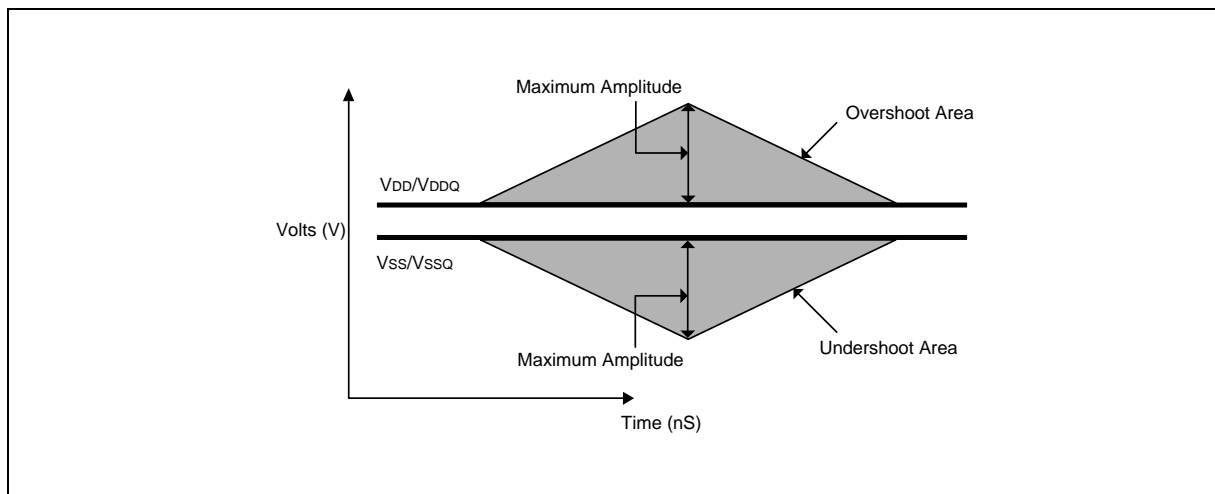 Maximum Amplitude
Overshoot Area
VDD/VDDQ
Volts (V)
VSS/VSSQ
Maximum Amplitude
Undershoot Area
Time (nS)